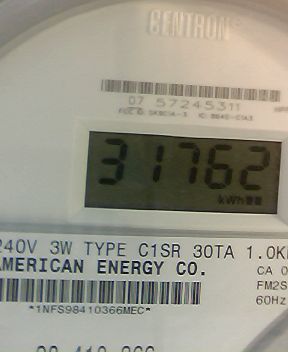 CENTRON
07 57245311
31762
kWh
240V 3W TYPE C1SR 30TA 1.0K
AMERICAN ENERGY CO.
CA 0
FM2S
60Hz
*1NFS98410366MEC*